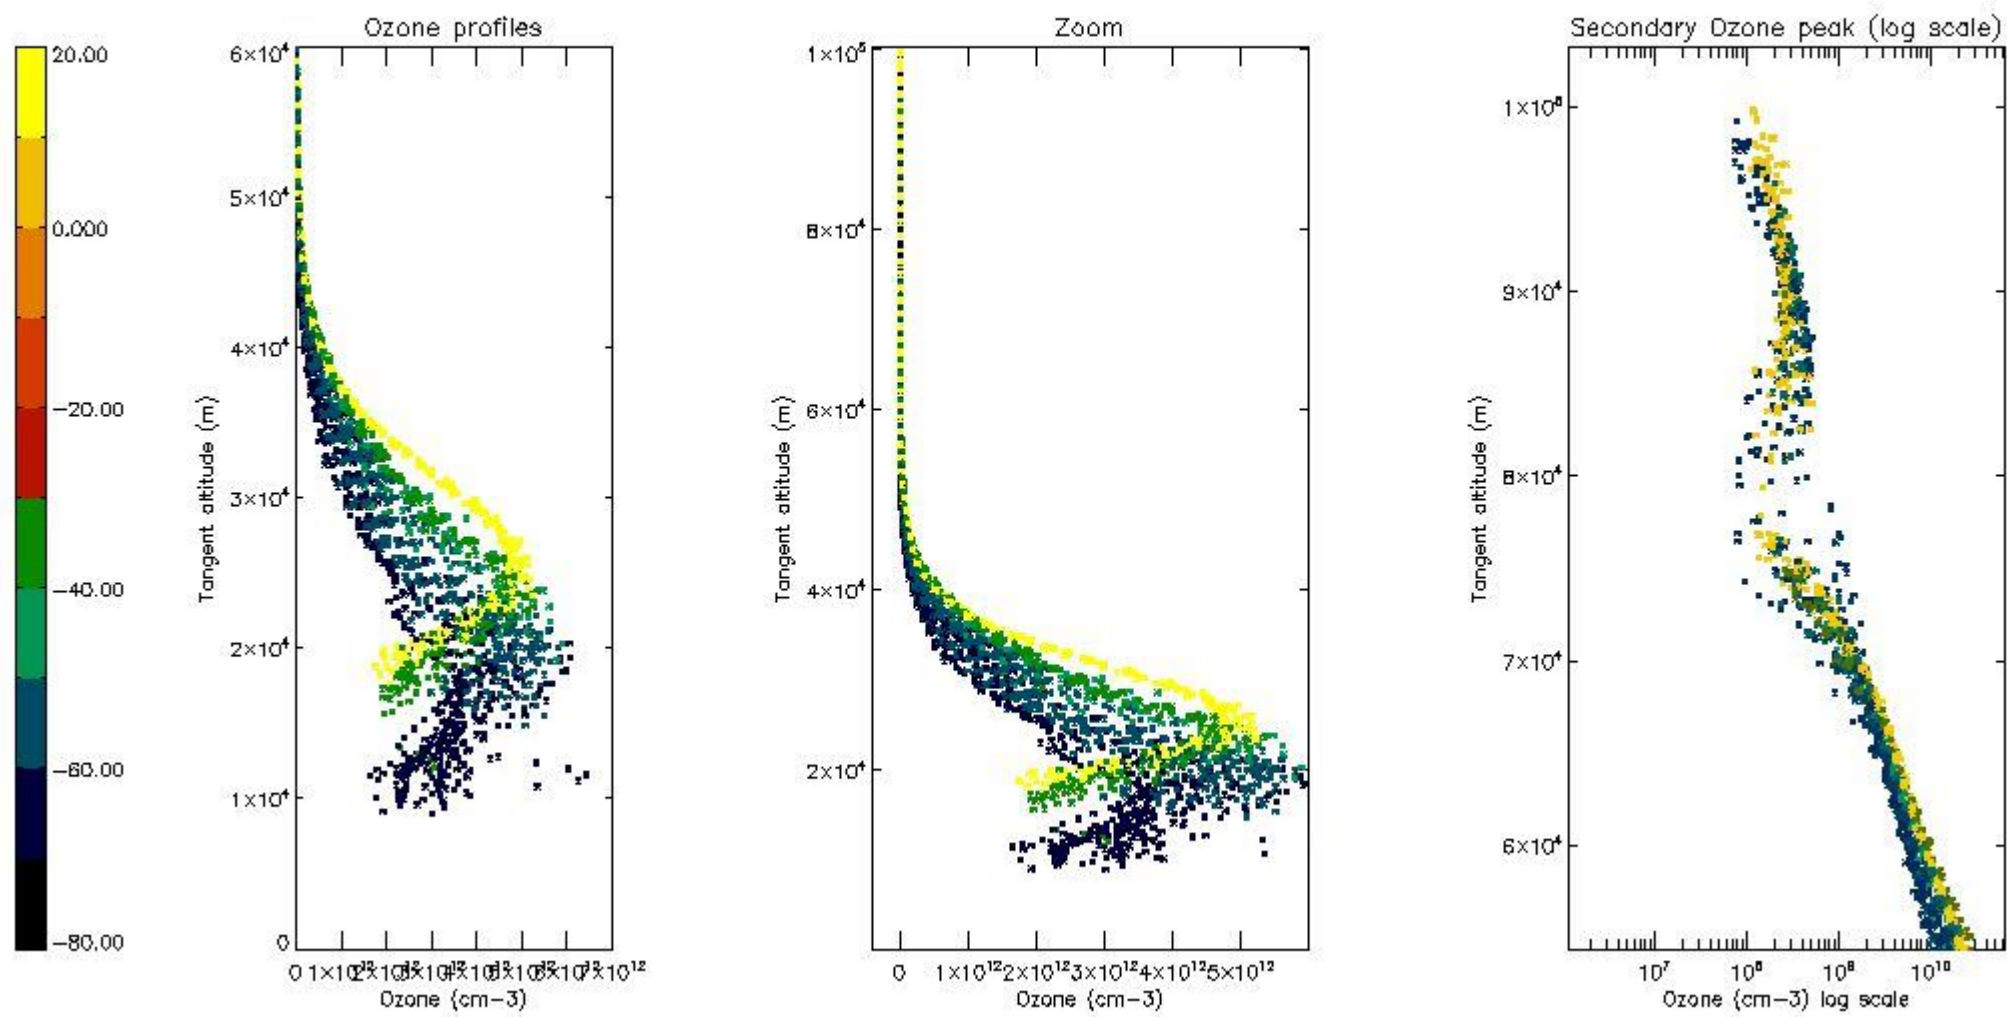 Ozone profiles
Zoom
Secondary Ozone peak (log scale)
20.00
0.000
−20.00
−40.00
−60.00
−80.00
6×10⁴
5×10⁴
4×10⁴
3×10⁴
2×10⁴
1×10⁴
0
Tangent altitude (m)
0
7×10¹²
Ozone (cm−3)
1×10⁵
8×10⁴
6×10⁴
4×10⁴
2×10⁴
Tangent altitude (m)
0 1×10¹² 2×10¹² 3×10¹² 4×10¹² 5×10¹²
Ozone (cm−3)
9×10⁴
8×10⁴
7×10⁴
6×10⁴
Tangent altitude (m)
10⁷ 10⁸ 10⁹ 10¹⁰
Ozone (cm−3) log scale